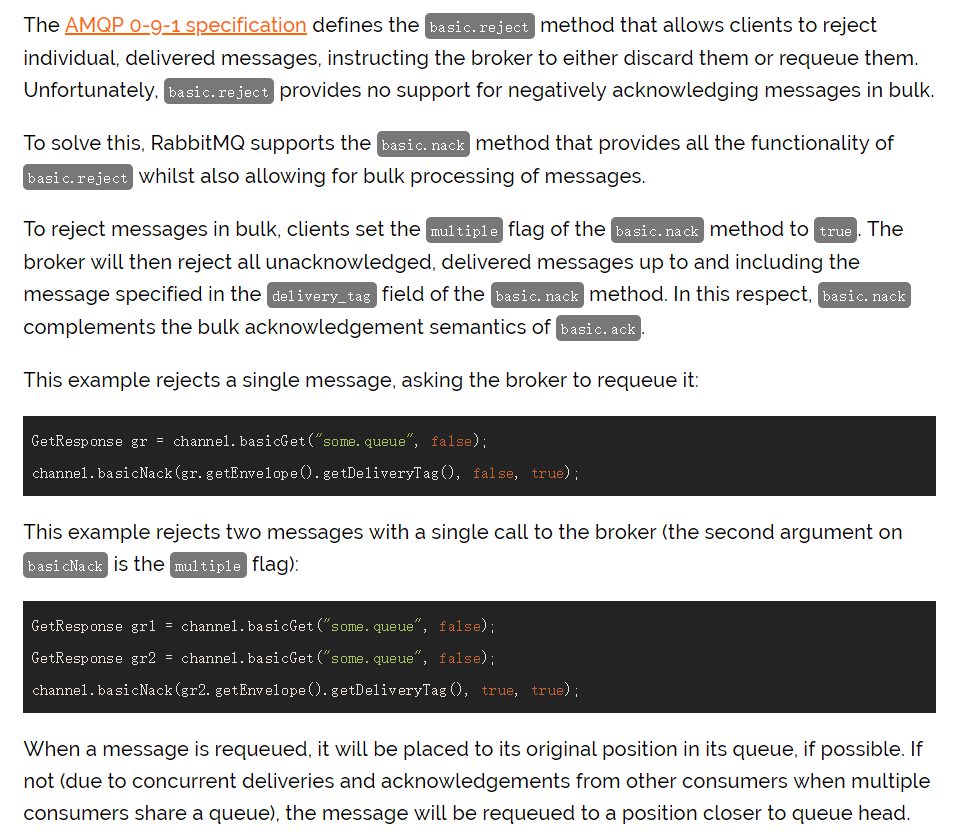 The AMQP 0-9-1 specification defines the basic.reject method that allows clients to reject
individual, delivered messages, instructing the broker to either discard them or requeue them.
Unfortunately, basic.reject provides no support for negatively acknowledging messages in bulk.
To solve this, RabbitMQ supports the basic.nack method that provides all the functionality of
basic.reject whilst also allowing for bulk processing of messages.
To reject messages in bulk, clients set the multiple flag of the basic.nack method to true. The
broker will then reject all unacknowledged, delivered messages up to and including the
message specified in the delivery_tag field of the basic.nack method. In this respect, basic.nack
complements the bulk acknowledgement semantics of basic.ack.
This example rejects a single message, asking the broker to requeue it:
GetResponse gr = channel.basicGet("some.queue", false);
channel.basicNack(gr.getEnvelope().getDeliveryTag(), false, true);
This example rejects two messages with a single call to the broker (the second argument on
basicNack is the multiple flag):
GetResponse gr1 = channel.basicGet("some.queue", false);
GetResponse gr2 = channel.basicGet("some.queue", false);
channel.basicNack(gr2.getEnvelope().getDeliveryTag(), true, true);
When a message is requeued, it will be placed to its original position in its queue, if possible. If
not (due to concurrent deliveries and acknowledgements from other consumers when multiple
consumers share a queue), the message will be requeued to a position closer to queue head.